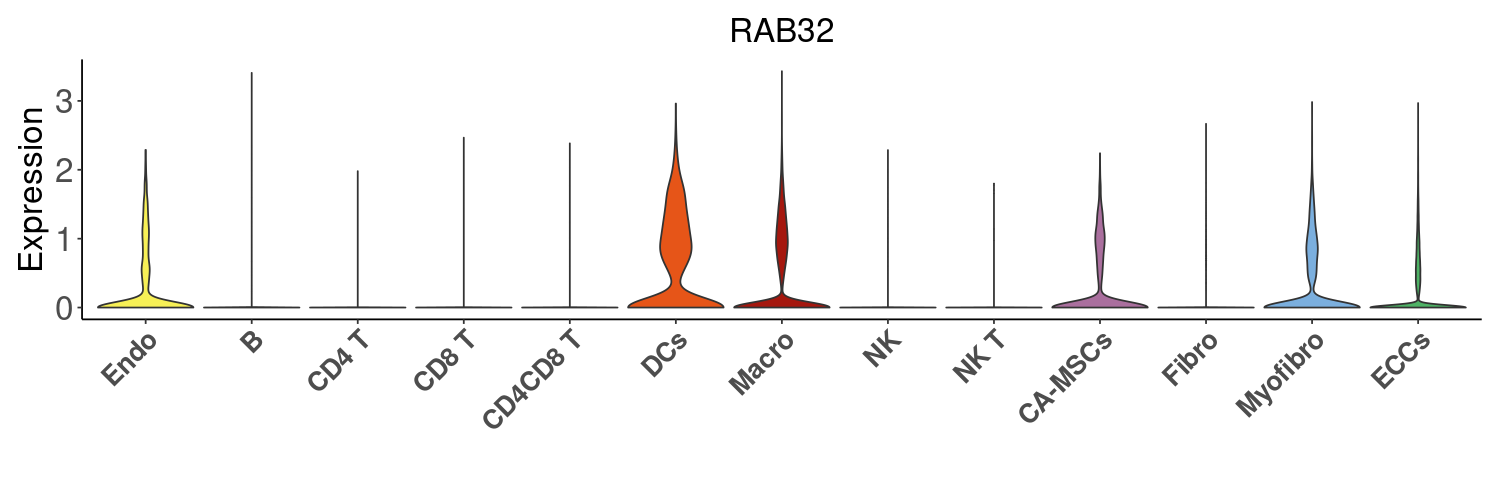 RAB32
Expression
3
2
1
0
Endo
B
CD4 T
CD8 T
CD4CD8 T
DCs
Macro
NK
NK T
CA-MSCs
Fibro
Myofibro
ECCs